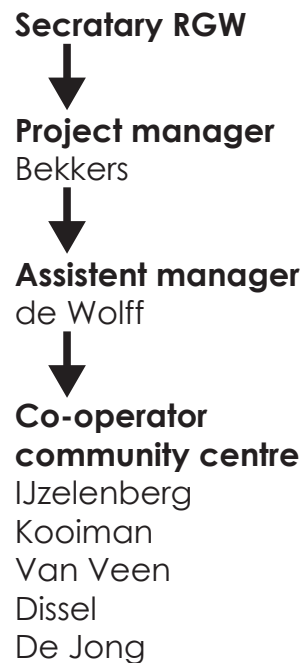 Secratary RGW
Project manager
Bekkers
Assistent manager
de Wolff
Co-operator
community centre
IJzelenberg
Kooiman
Van Veen
Dissel
De Jong